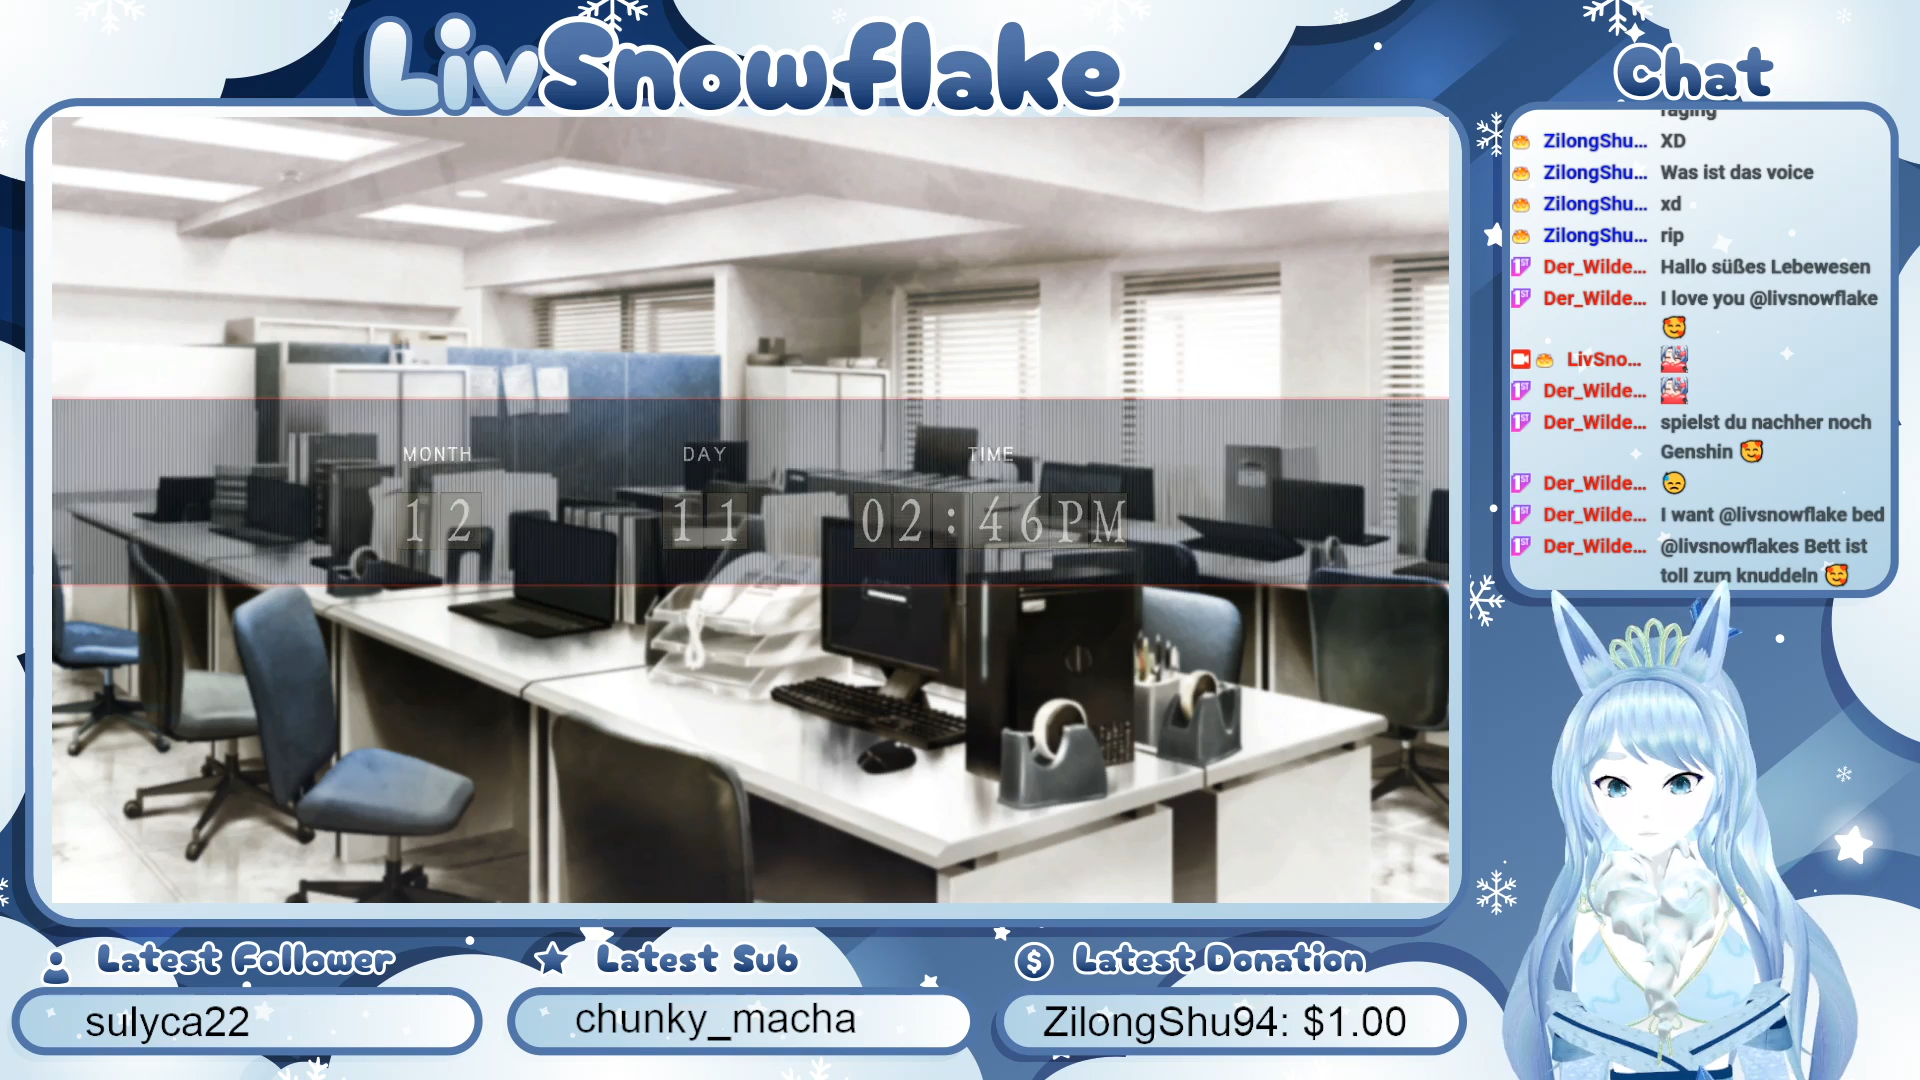 LivSnowflake
Chat
raging
ZilongShu... XD
ZilongShu... Was ist das voice
ZilongShu... xd
ZilongShu... rip
Der_Wilde... Hallo süßes Lebewesen
Der_Wilde... I love you @livsnowflake
🥰
LivSno...
Der_Wilde...
Der_Wilde... spielst du nachher noch
Genshin 🥰
Der_Wilde... 😓
Der_Wilde... I want @livsnowflake bed
Der_Wilde... @livsnowflakes Bett ist
toll zum knuddeln 🥰
MONTH DAY TIME
12 11 02:46PM
Latest Follower
sulyca22
Latest Sub
chunky_macha
Latest Donation
ZilongShu94: $1.00